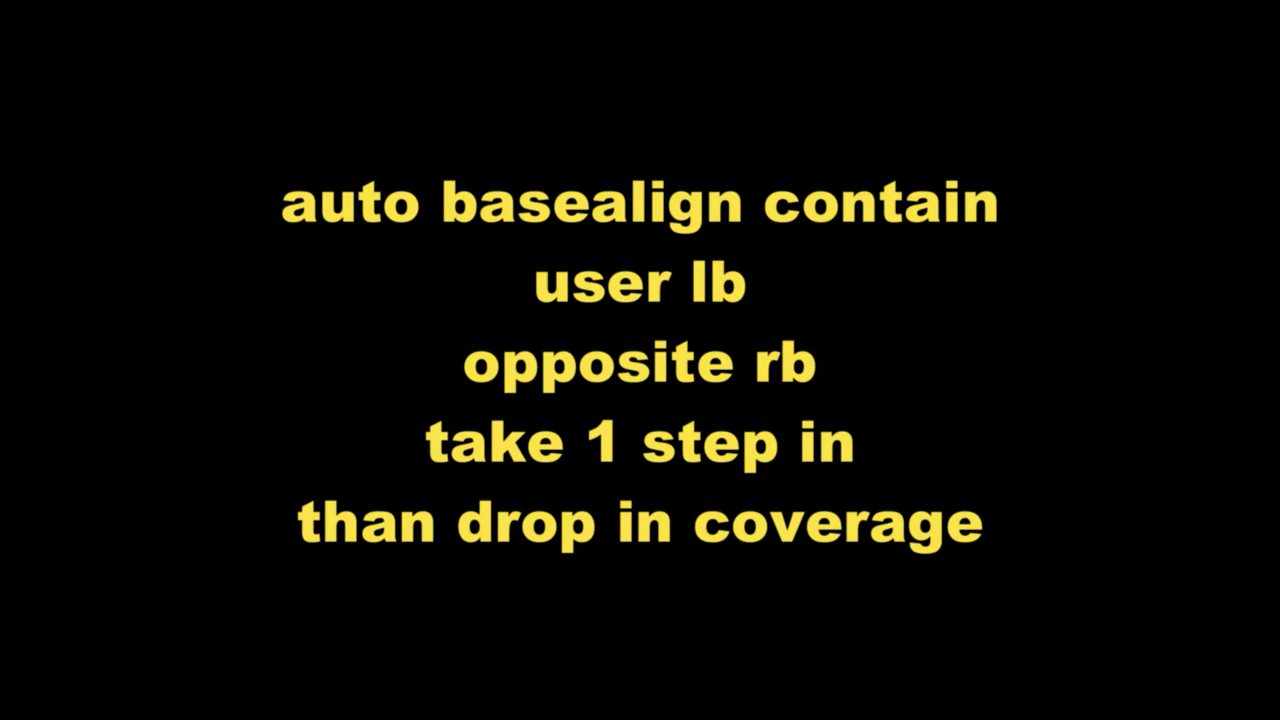 auto basealign contain
user lb
opposite rb
take 1 step in
than drop in coverage